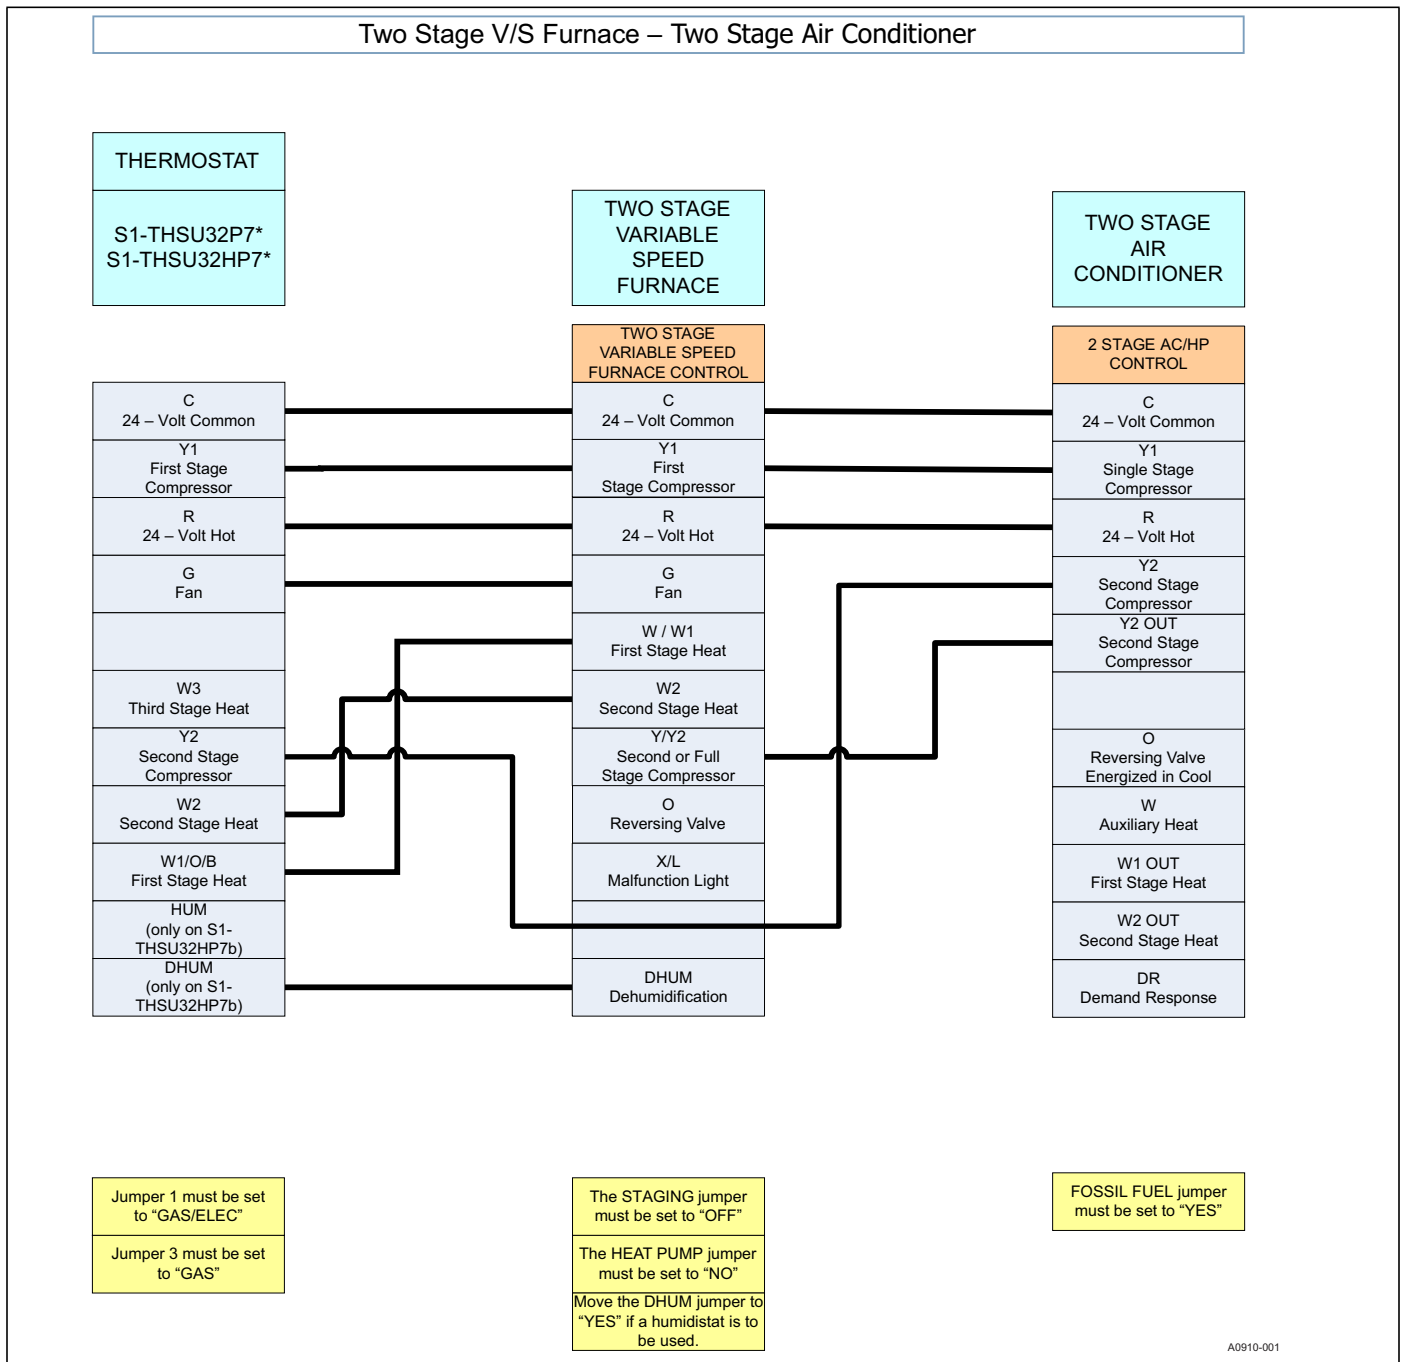 Two Stage V/S Furnace – Two Stage Air Conditioner
THERMOSTAT
S1-THSU32P7*
S1-THSU32HP7*
TWO STAGE
VARIABLE
SPEED
FURNACE
TWO STAGE
AIR
CONDITIONER
TWO STAGE
VARIABLE SPEED
FURNACE CONTROL
2 STAGE AC/HP
CONTROL
C
24 – Volt Common
Y1
First Stage
Compressor
R
24 – Volt Hot
G
Fan
W3
Third Stage Heat
Y2
Second Stage
Compressor
W2
Second Stage Heat
W1/O/B
First Stage Heat
HUM
(only on S1-
THSU32HP7b)
DHUM
(only on S1-
THSU32HP7b)
C
24 – Volt Common
Y1
First
Stage Compressor
R
24 – Volt Hot
G
Fan
W / W1
First Stage Heat
W2
Second Stage Heat
Y/Y2
Second or Full
Stage Compressor
O
Reversing Valve
X/L
Malfunction Light
DHUM
Dehumidification
C
24 – Volt Common
Y1
Single Stage
Compressor
R
24 – Volt Hot
Y2
Second Stage
Compressor
Y2 OUT
Second Stage
Compressor
O
Reversing Valve
Energized in Cool
W
Auxiliary Heat
W1 OUT
First Stage Heat
W2 OUT
Second Stage Heat
DR
Demand Response
Jumper 1 must be set
to “GAS/ELEC”
Jumper 3 must be set
to “GAS”
The STAGING jumper
must be set to “OFF”
The HEAT PUMP jumper
must be set to “NO”
Move the DHUM jumper to
“YES” if a humidistat is to
be used.
FOSSIL FUEL jumper
must be set to “YES”
A0910-001